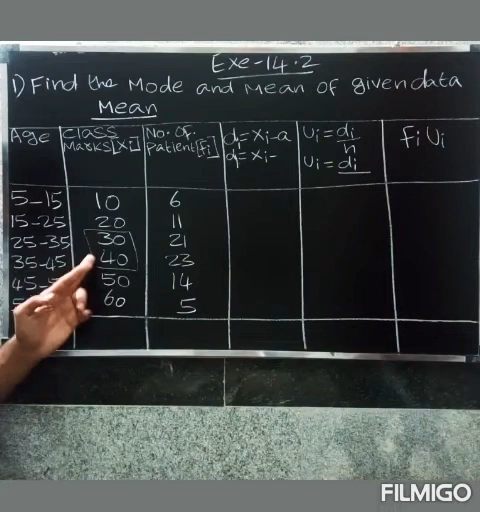 Exe-14.2
1) Find the Mode and Mean of given data
Mean
Age Class Marks[xi] No. Of. Patient[fi] di=xi-a di=xi- Ui=di/h Ui=di fiUi
5-15 10 6
15-25 20 11
25-35 30 21
35-45 40 23
45-5 50 14
60 5
FILMIGO